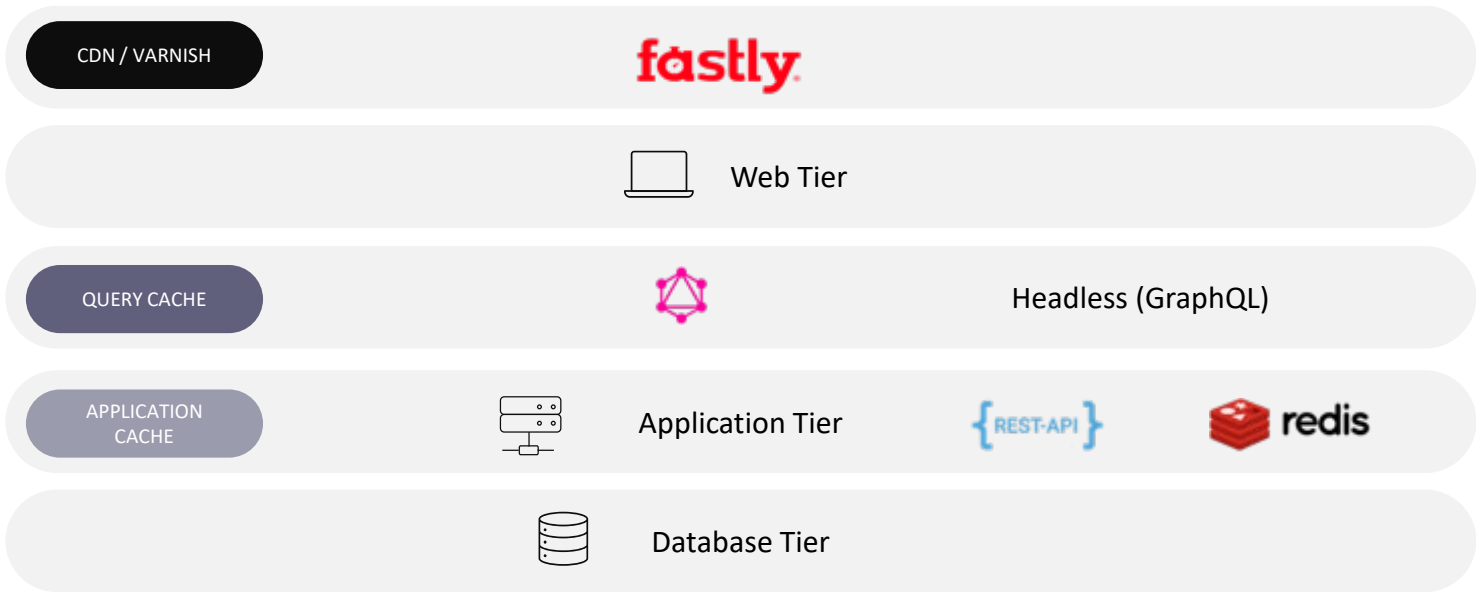 CDN / VARNISH
fastly
Web Tier
QUERY CACHE
Headless (GraphQL)
APPLICATION
CACHE
Application Tier
{REST-API}
redis
Database Tier